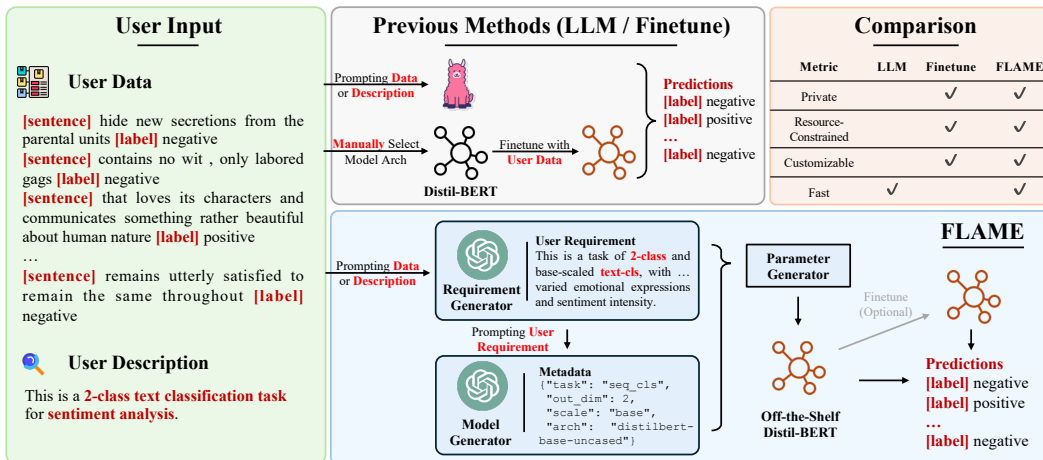 User Input
User Data
[sentence] hide new secretions from the
parental units [label] negative
[sentence] contains no wit , only labored
gags [label] negative
[sentence] that loves its characters and
communicates something rather beautiful
about human nature [label] positive
…
[sentence] remains utterly satisfied to
remain the same throughout [label]
negative
User Description
This is a 2-class text classification task
for sentiment analysis.
Previous Methods (LLM / Finetune)
Prompting Data
or Description
Manually Select
Model Arch
Distil-BERT
Finetune with
User Data
Predictions
[label] negative
[label] positive
…
[label] negative
Comparison
Metric LLM Finetune FLAME
Private ✓ ✓
Resource-
Constrained ✓ ✓
Customizable ✓ ✓
Fast ✓ ✓
FLAME
Prompting Data
or Description
Requirement
Generator
User Requirement
This is a task of 2-class and
base-scaled text-cls, with …
varied emotional expressions
and sentiment intensity.
Prompting User
Requirement
Model
Generator
Metadata
{"task": "seq_cls",
"out_dim": 2,
"scale": "base",
"arch": "distilbert-
base-uncased"}
Parameter
Generator
Finetune
(Optional)
Off-the-Shelf
Distil-BERT
Predictions
[label] negative
[label] positive
…
[label] negative